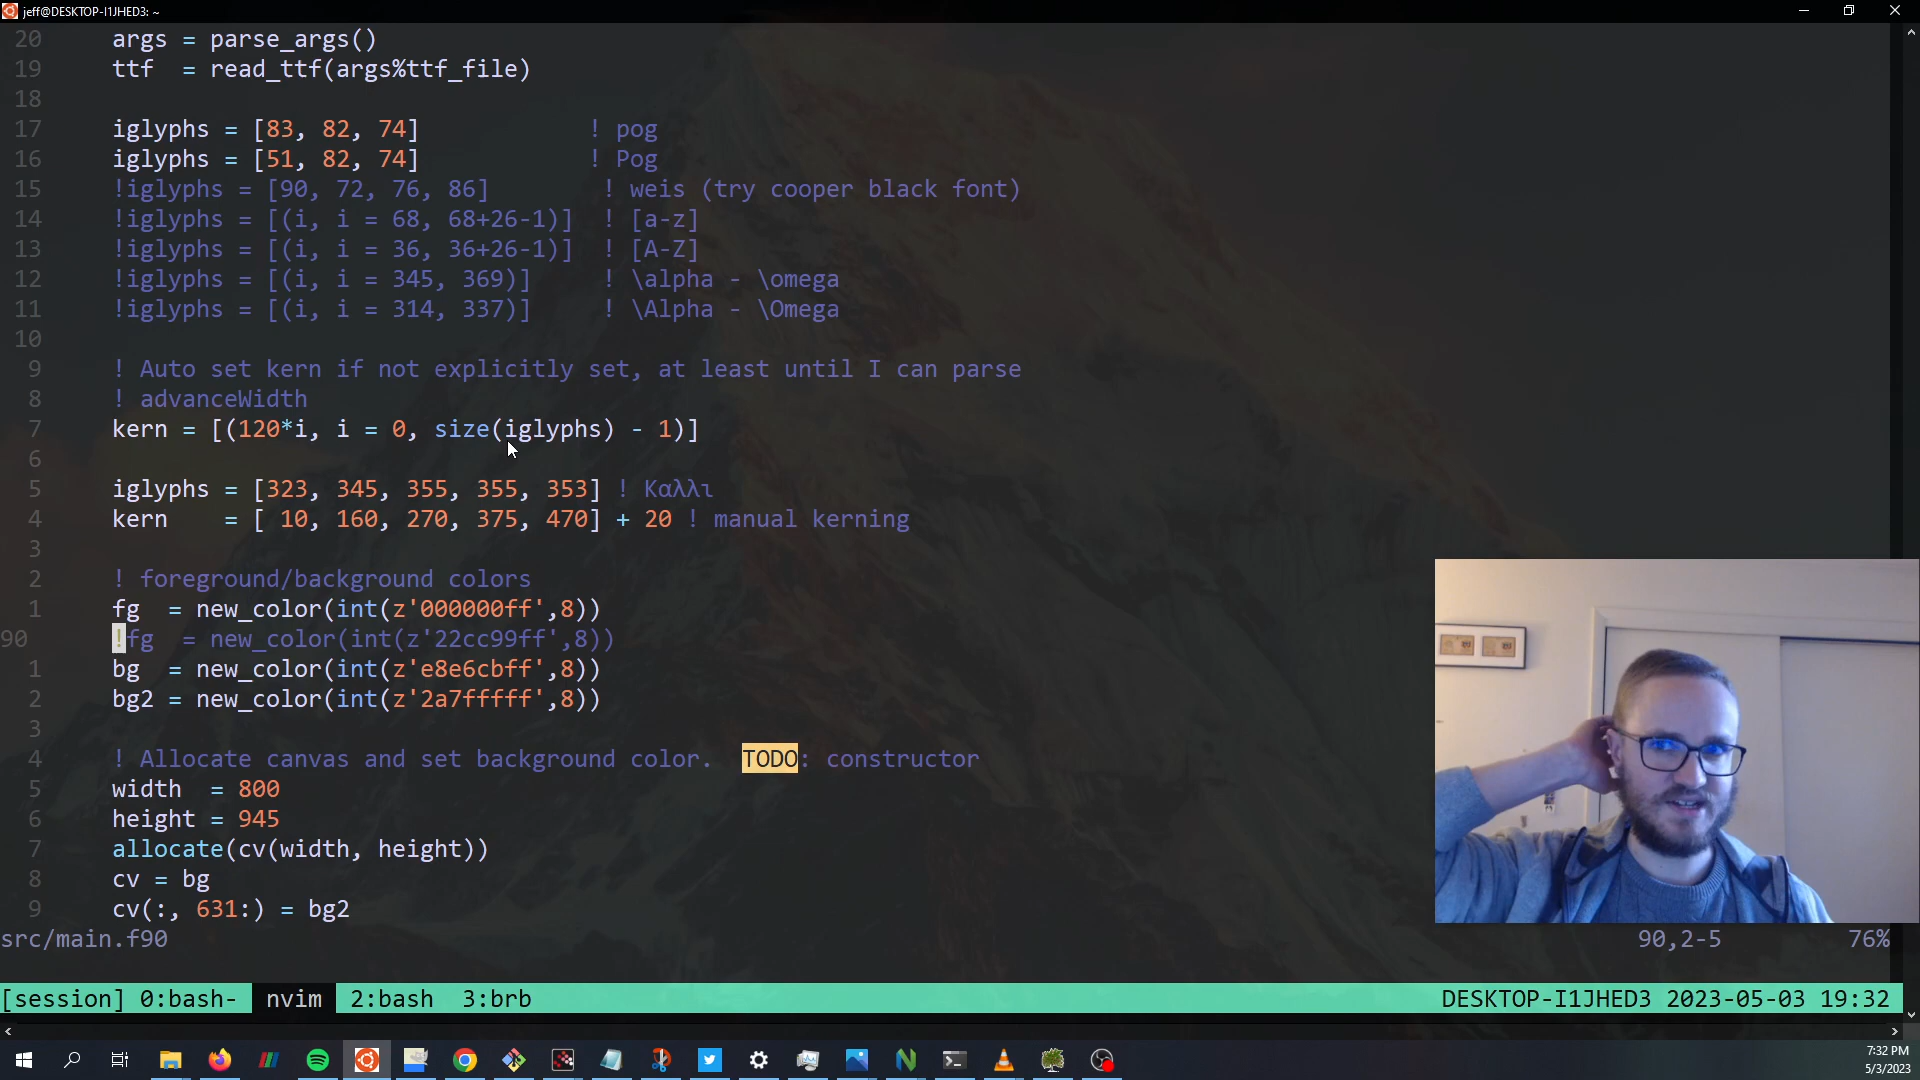 jeff@DESKTOP-I1JHED3: ~
20 args = parse_args()
19 ttf = read_ttf(args%ttf_file)
18
17 iglyphs = [83, 82, 74] ! pog
16 iglyphs = [51, 82, 74] ! Pog
15 !iglyphs = [90, 72, 76, 86] ! weis (try cooper black font)
14 !iglyphs = [(i, i = 68, 68+26-1)] ! [a-z]
13 !iglyphs = [(i, i = 36, 36+26-1)] ! [A-Z]
12 !iglyphs = [(i, i = 345, 369)] ! \alpha - \omega
11 !iglyphs = [(i, i = 314, 337)] ! \Alpha - \Omega
10
9 ! Auto set kern if not explicitly set, at least until I can parse
8 ! advanceWidth
7 kern = [(120*i, i = 0, size(iglyphs) - 1)]
6
5 iglyphs = [323, 345, 355, 355, 353] ! Καλλι
4 kern = [ 10, 160, 270, 375, 470] + 20 ! manual kerning
3
2 ! foreground/background colors
1 fg = new_color(int(z'000000ff',8))
90 !fg = new_color(int(z'22cc99ff',8))
1 bg = new_color(int(z'e8e6cbff',8))
2 bg2 = new_color(int(z'2a7fffff',8))
3
4 ! Allocate canvas and set background color. TODO: constructor
5 width = 800
6 height = 945
7 allocate(cv(width, height))
8 cv = bg
9 cv(:, 631:) = bg2
src/main.f90 90,2-5 76%
[session] 0:bash- nvim 2:bash 3:brb DESKTOP-I1JHED3 2023-05-03 19:32
7:32 PM
5/3/2023